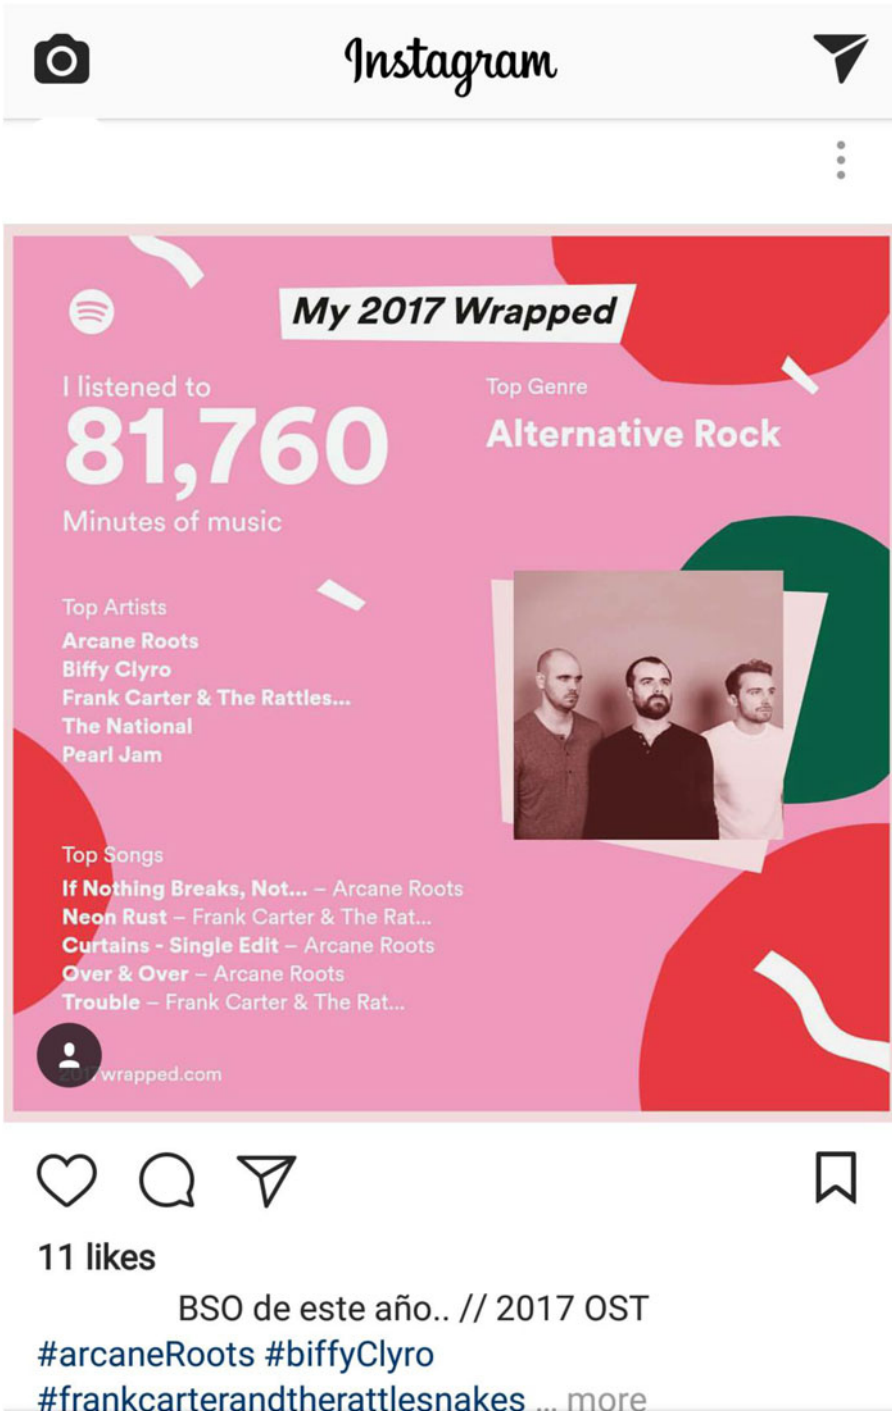 Instagram
My 2017 Wrapped
I listened to
81,760
Minutes of music
Top Genre
Alternative Rock
Top Artists
Arcane Roots
Biffy Clyro
Frank Carter & The Rattles...
The National
Pearl Jam
Top Songs
If Nothing Breaks, Not... – Arcane Roots
Neon Rust – Frank Carter & The Rat...
Curtains - Single Edit – Arcane Roots
Over & Over – Arcane Roots
Trouble – Frank Carter & The Rat...
2017wrapped.com
11 likes
BSO de este año.. // 2017 OST
#arcaneRoots #biffyClyro
#frankcarterandtherattlesnakes ... more